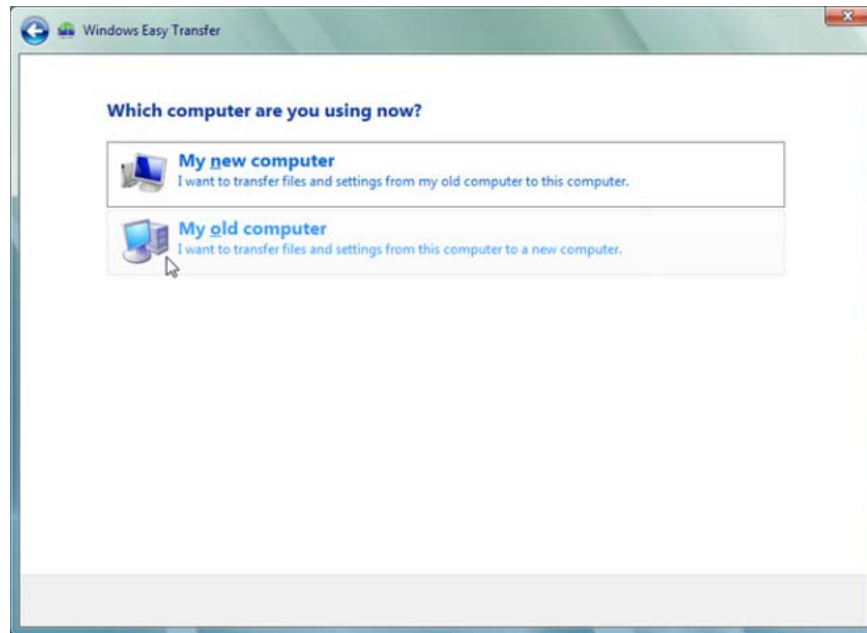 Windows Easy Transfer
Which computer are you using now?
My new computer
I want to transfer files and settings from my old computer to this computer.
My old computer
I want to transfer files and settings from this computer to a new computer.